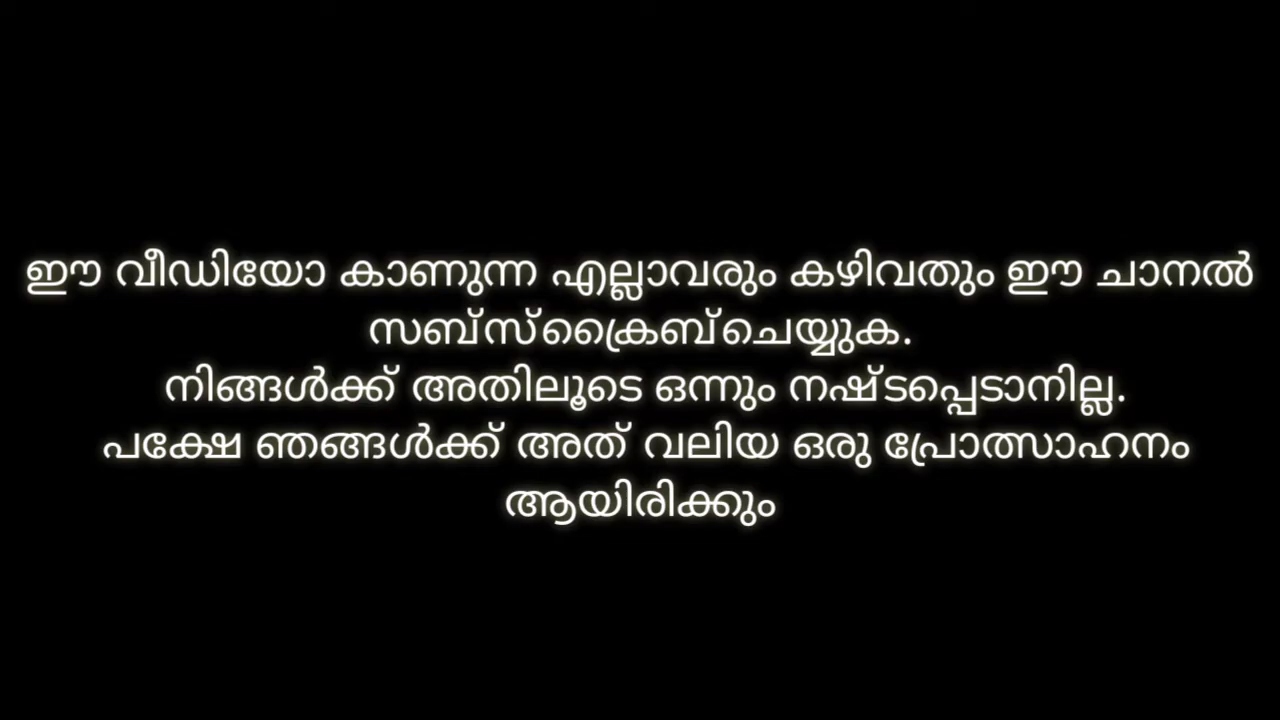 ഈ വീഡിയോ കാണുന്ന എല്ലാവരും കഴിവതും ഈ ചാനൽ
സബ്സ്ക്രൈബ്ചെയ്യുക.
നിങ്ങൾക്ക് അതിലൂടെ ഒന്നും നഷ്ടപ്പെടാനില്ല.
പക്ഷേ ഞങ്ങൾക്ക് അത് വലിയ ഒരു പ്രോത്സാഹനം
ആയിരിക്കും